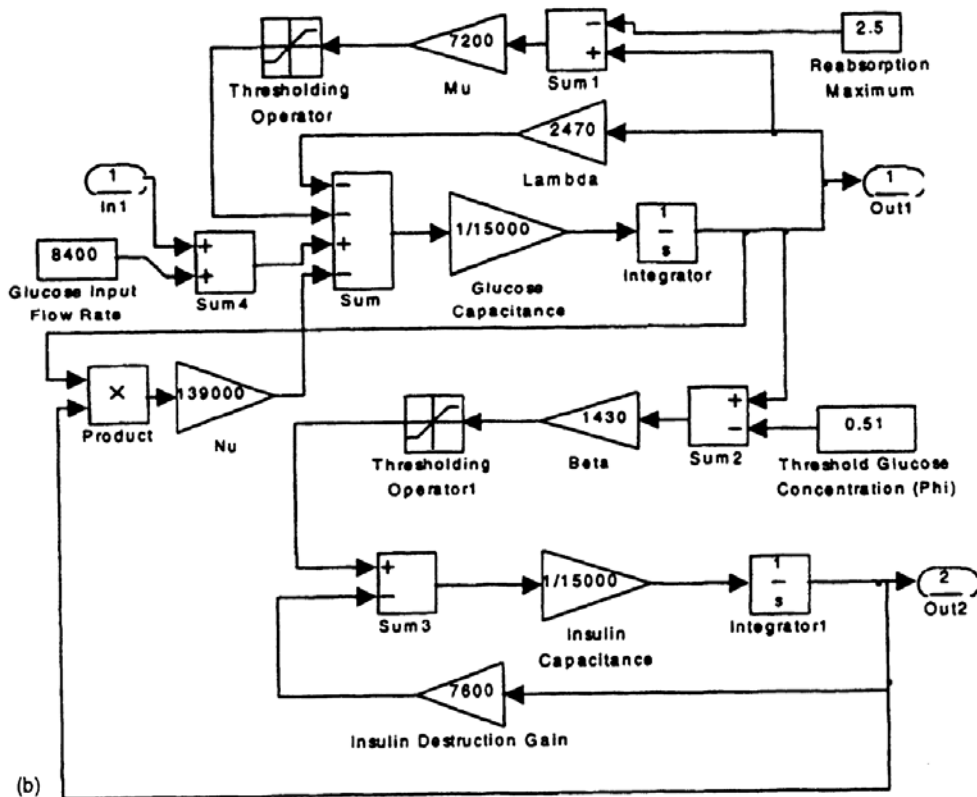 7200
Mu
−
+
Sum1
2.5
Reabsorption
Maximum
Thresholding
Operator
2470
Lambda
1
In1
8400
Glucose Input
Flow Rate
+
+
Sum4
−
−
+
−
Sum
1/15000
Glucose
Capacitance
1
s
Integrator
1
Out1
×
Product
139000
Nu
Thresholding
Operator1
1430
Beta
+
−
Sum2
0.51
Threshold Glucose
Concentration (Phi)
+
−
Sum3
1/15000
Insulin
Capacitance
1
s
Integrator1
2
Out2
7600
Insulin Destruction Gain
(b)